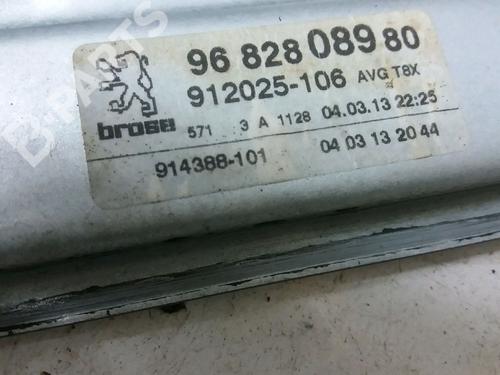 96 828 089 80
912025-106 AVG T8X
brose 571 3 A 1128 04.03.13 22:25
914388-101 04 03 13 20 44
B-PARTS